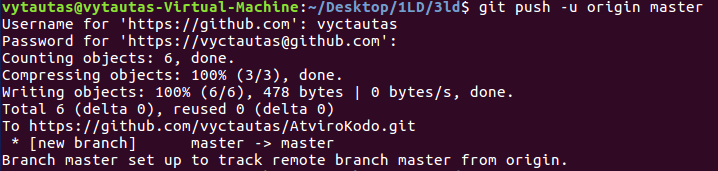 vytautas@vytautas-Virtual-Machine:~/Desktop/1LD/3ld$ git push -u origin master
Username for 'https://github.com': vyctautas
Password for 'https://vyctautas@github.com':
Counting objects: 6, done.
Compressing objects: 100% (3/3), done.
Writing objects: 100% (6/6), 478 bytes | 0 bytes/s, done.
Total 6 (delta 0), reused 0 (delta 0)
To https://github.com/vyctautas/AtviroKodo.git
 * [new branch]      master -> master
Branch master set up to track remote branch master from origin.